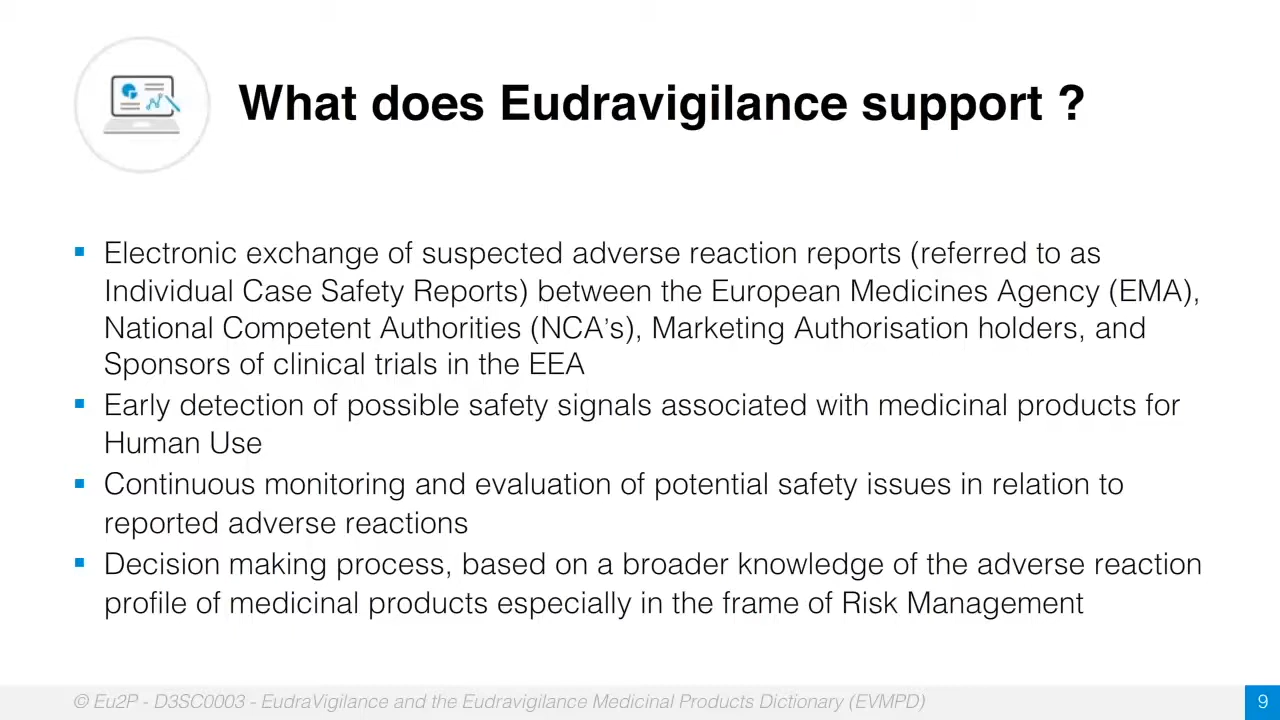 What does Eudravigilance support ?
▪ Electronic exchange of suspected adverse reaction reports (referred to as
Individual Case Safety Reports) between the European Medicines Agency (EMA),
National Competent Authorities (NCA’s), Marketing Authorisation holders, and
Sponsors of clinical trials in the EEA
▪ Early detection of possible safety signals associated with medicinal products for
Human Use
▪ Continuous monitoring and evaluation of potential safety issues in relation to
reported adverse reactions
▪ Decision making process, based on a broader knowledge of the adverse reaction
profile of medicinal products especially in the frame of Risk Management
© Eu2P - D3SC0003 - EudraVigilance and the Eudravigilance Medicinal Products Dictionary (EVMPD)
9